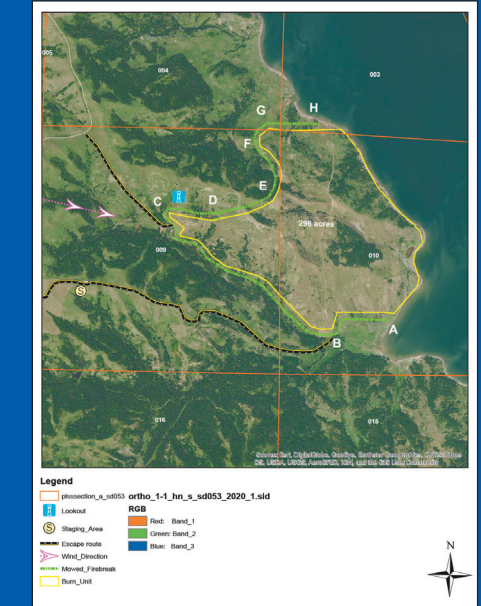 005
004
003
G
H
F
E
C
D
296 acres
009
010
S
A
B
016
015
Legend
plsssection_a_sd053
Lookout
S Staging_Area
Escape route
Wind_Direction
Mowed_Firebreak
Burn_Unit
ortho_1-1_hn_s_sd053_2020_1.sid
RGB
Red: Band_1
Green: Band_2
Blue: Band_3
N